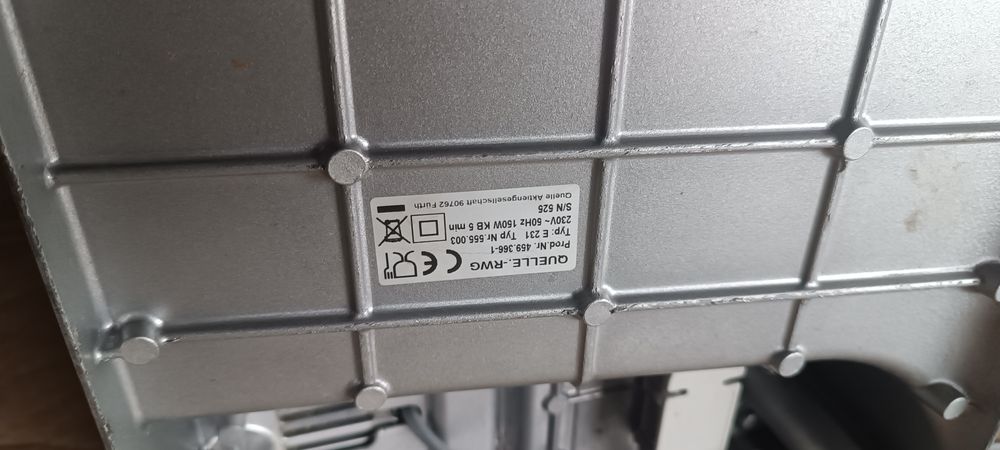 QUELLE.-RWG
Prod.Nr. 459.366-1
Typ: E 231 Typ Nr.555.003
230V~ 50Hz 150W KB 5 min
S/N 525
Quelle Aktiengesellschaft 90762 Fürth